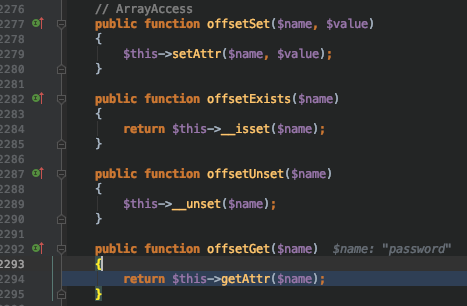 2276 // ArrayAccess
2277 public function offsetSet($name, $value)
2278 {
2279 $this->setAttr($name, $value);
2280 }
2281
2282 public function offsetExists($name)
2283 {
2284 return $this->__isset($name);
2285 }
2286
2287 public function offsetUnset($name)
2288 {
2289 $this->__unset($name);
2290 }
2291
2292 public function offsetGet($name) $name: "password"
2293 {
2294 return $this->getAttr($name);
2295 }